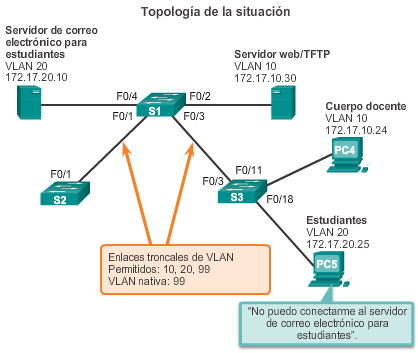 Topología de la situación
Servidor de correo
electrónico para
estudiantes
VLAN 20
172.17.20.10
Servidor web/TFTP
VLAN 10
172.17.10.30
F0/4
F0/2
S1
F0/1
F0/3
Cuerpo docente
VLAN 10
172.17.10.24
PC4
F0/1
S2
F0/11
F0/3
S3
F0/18
Estudiantes
VLAN 20
172.17.20.25
PC5
Enlaces troncales de VLAN
Permitidos: 10, 20, 99
VLAN nativa: 99
"No puedo conectarme al servidor
de correo electrónico para
estudiantes".